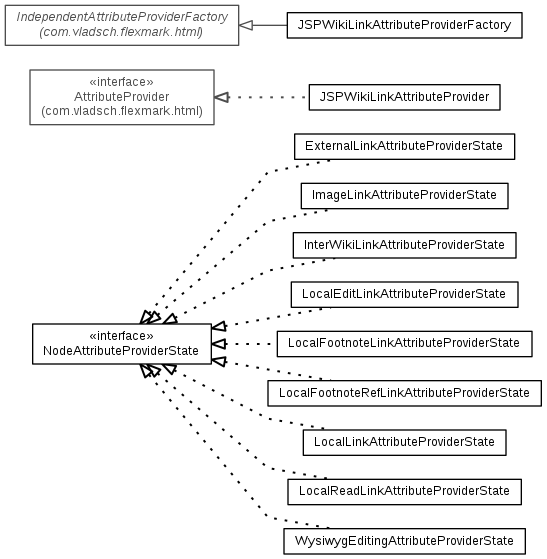 IndependentAttributeProviderFactory
(com.vladsch.flexmark.html)
JSPWikiLinkAttributeProviderFactory
«interface»
AttributeProvider
(com.vladsch.flexmark.html)
JSPWikiLinkAttributeProvider
ExternalLinkAttributeProviderState
ImageLinkAttributeProviderState
InterWikiLinkAttributeProviderState
LocalEditLinkAttributeProviderState
«interface»
NodeAttributeProviderState
LocalFootnoteLinkAttributeProviderState
LocalFootnoteRefLinkAttributeProviderState
LocalLinkAttributeProviderState
LocalReadLinkAttributeProviderState
WysiwygEditingAttributeProviderState